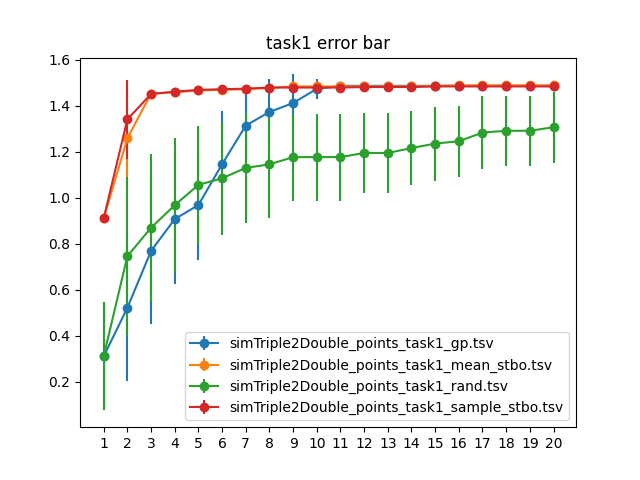 task1 error bar
1.6
1.4
1.2
1.0
0.8
0.6
0.4
0.2
simTriple2Double_points_task1_gp.tsv
simTriple2Double_points_task1_mean_stbo.tsv
simTriple2Double_points_task1_rand.tsv
simTriple2Double_points_task1_sample_stbo.tsv
1 2 3 4 5 6 7 8 9 10 11 12 13 14 15 16 17 18 19 20